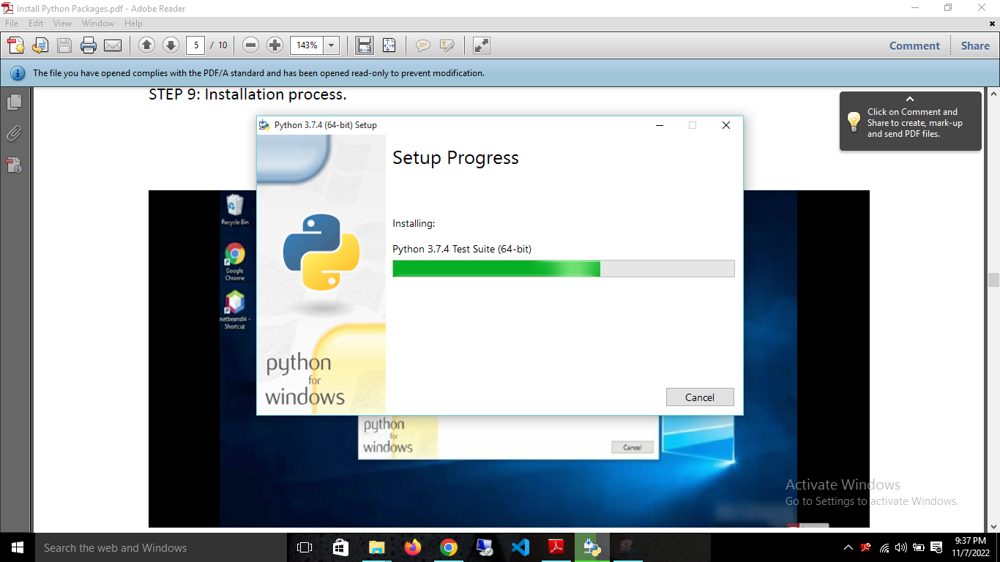 Install Python Packages.pdf - Adobe Reader
File Edit View Window Help
5 / 10 143% Comment Share
The file you have opened complies with the PDF/A standard and has been opened read-only to prevent modification.
STEP 9: Installation process.
Click on Comment and
Share to create, mark-up
and send PDF files.
Python 3.7.4 (64-bit) Setup
Setup Progress
Installing:
Python 3.7.4 Test Suite (64-bit)
python
for
windows
Cancel
Recycle Bin
Google
Chrome
netbeans64 -
Shortcut
python
for
windows
Cancel
Activate Windows
Go to Settings to activate Windows.
Search the web and Windows
9:37 PM
11/7/2022